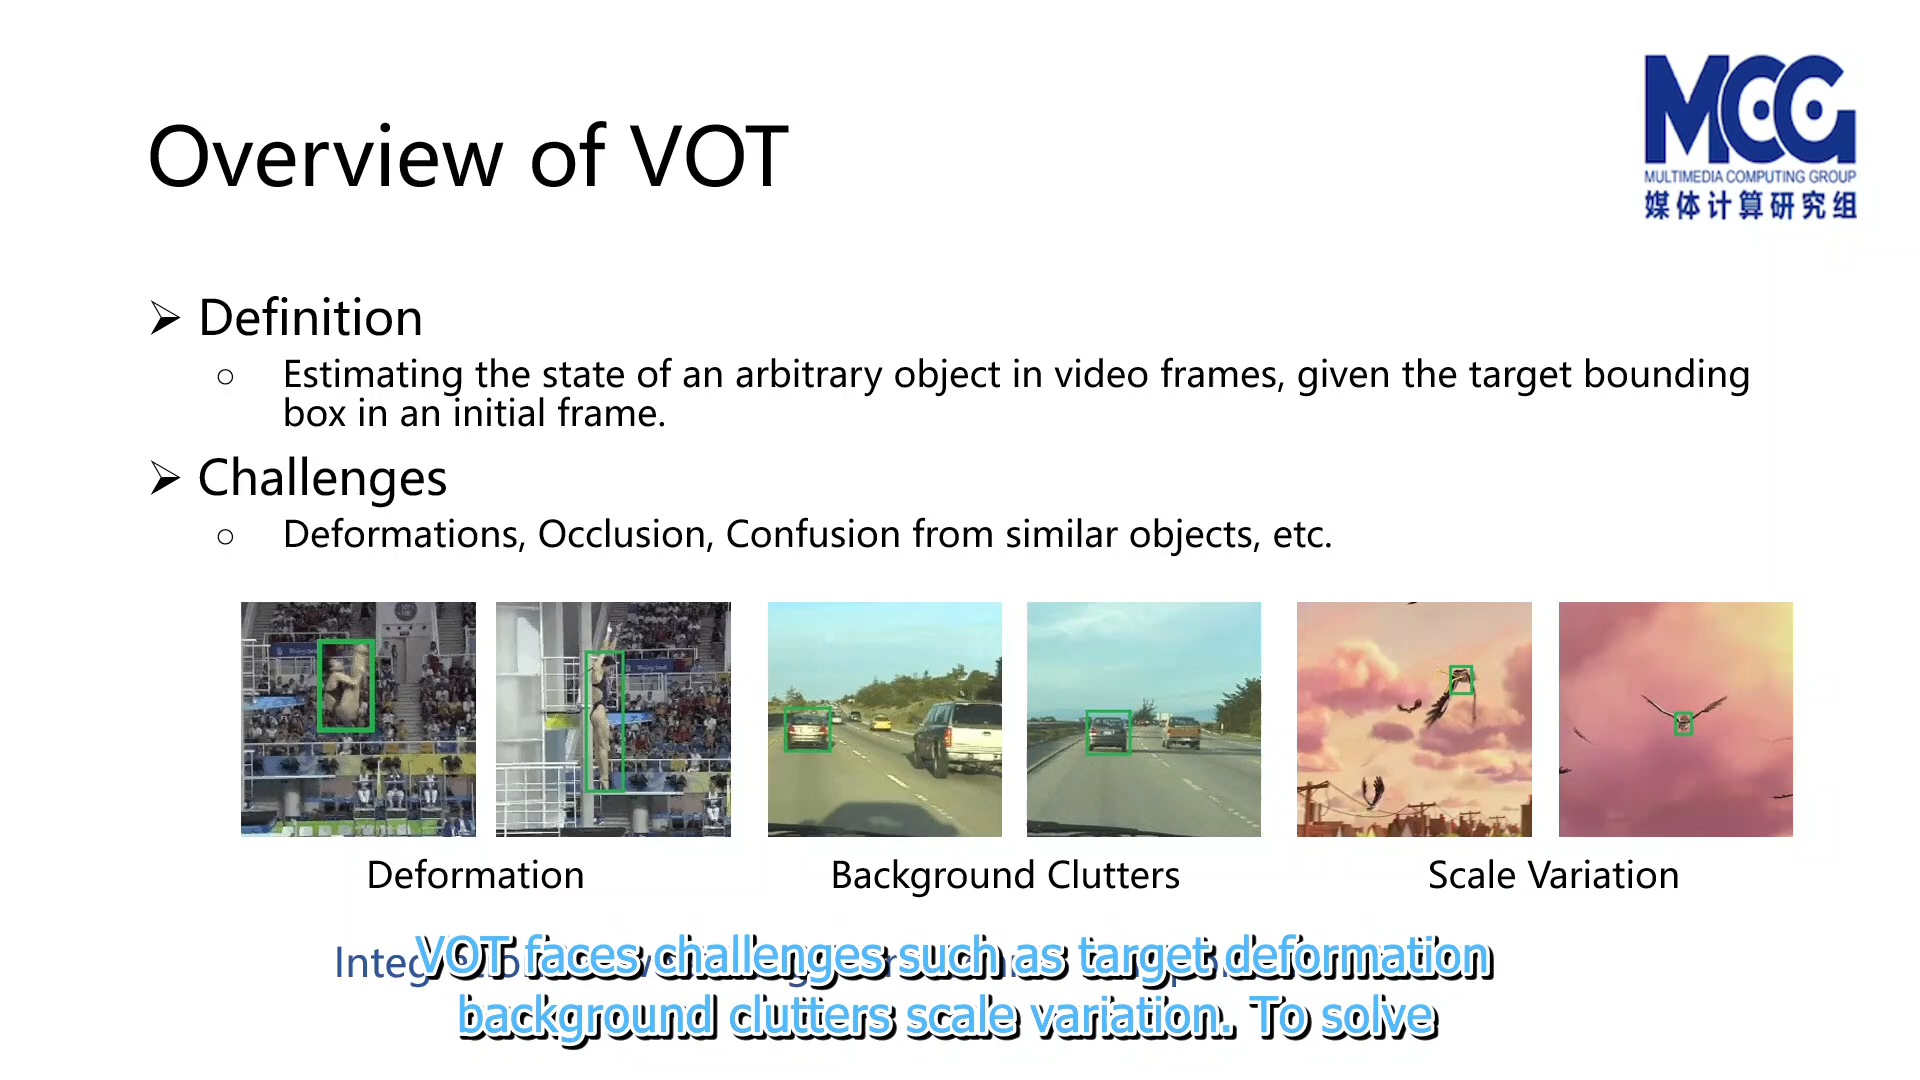 Overview of VOT
MCG
MULTIMEDIA COMPUTING GROUP
媒体计算研究组
➢ Definition
○ Estimating the state of an arbitrary object in video frames, given the target bounding
box in an initial frame.
➢ Challenges
○ Deformations, Occlusion, Confusion from similar objects, etc.
Deformation
Background Clutters
Scale Variation
VOT faces challenges such as target deformation
background clutters scale variation. To solve